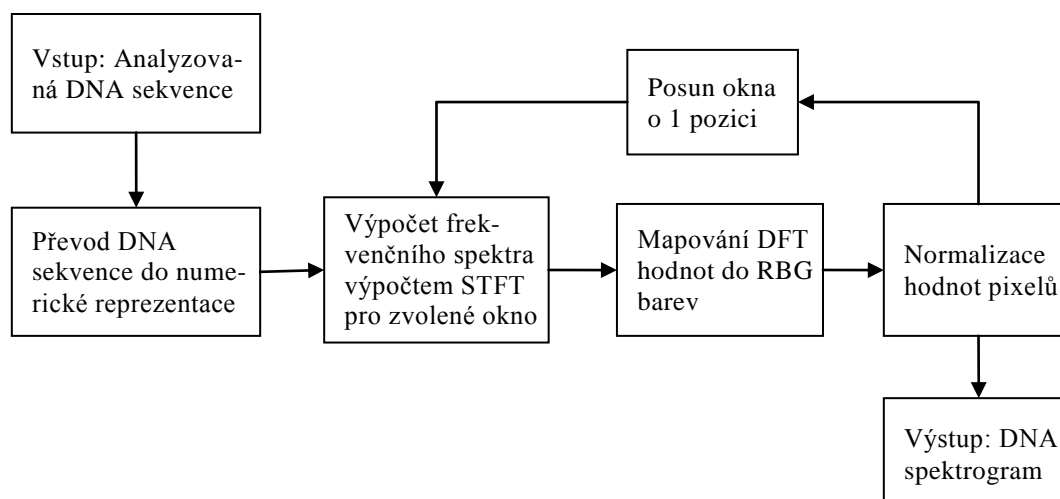 Vstup: Analyzova-
ná DNA sekvence
Posun okna
o 1 pozici
Převod DNA
sekvence do nume-
rické reprezentace
Výpočet frek-
venčního spektra
výpočtem STFT
pro zvolené okno
Mapování DFT
hodnot do RBG
barev
Normalizace
hodnot pixelů
Výstup: DNA
spektrogram